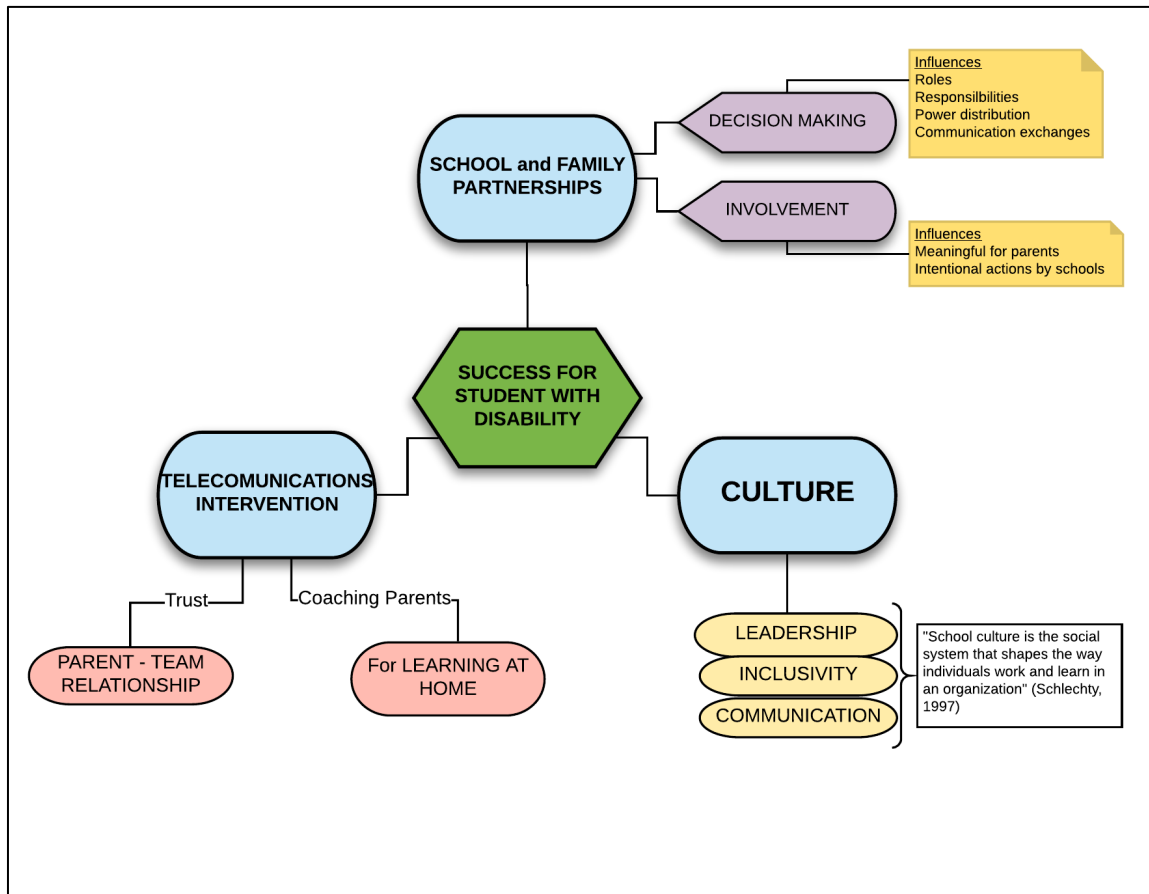 Influences
Roles
Responsilbilities
Power distribution
Communication exchanges
DECISION MAKING
SCHOOL and FAMILY
PARTNERSHIPS
INVOLVEMENT
Influences
Meaningful for parents
Intentional actions by schools
SUCCESS FOR
STUDENT WITH
DISABILITY
TELECOMUNICATIONS
INTERVENTION
CULTURE
Trust
Coaching Parents
PARENT - TEAM
RELATIONSHIP
For LEARNING AT
HOME
LEADERSHIP
INCLUSIVITY
COMMUNICATION
"School culture is the social
system that shapes the way
individuals work and learn in
an organization" (Schlechty,
1997)